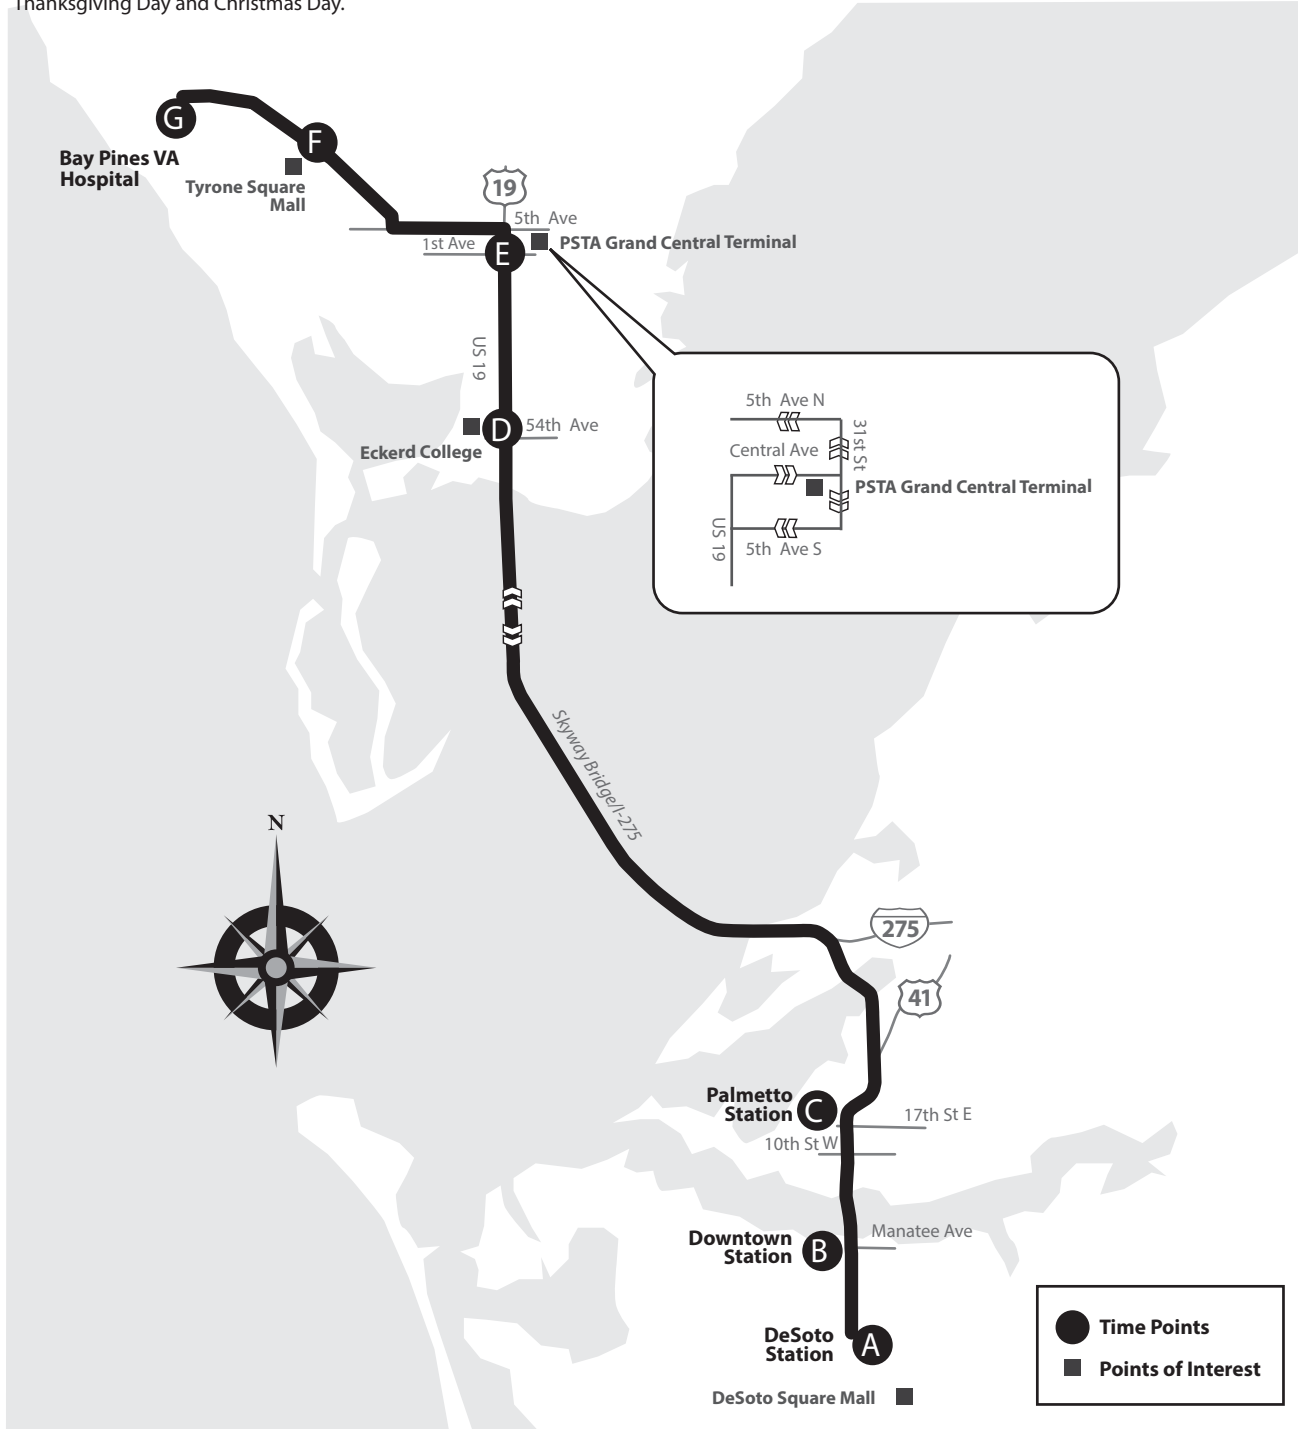 Thanksgiving Day and Christmas Day.
G
F
Bay Pines VA
Hospital
Tyrone Square
Mall
19
5th Ave
1st Ave
E
PSTA Grand Central Terminal
US 19
D
54th Ave
Eckerd College
5th Ave N
31st St
Central Ave
PSTA Grand Central Terminal
US 19
5th Ave S
Skyway Bridge/I-275
N
275
41
Palmetto
Station
C
17th St E
10th St W
Manatee Ave
Downtown
Station
B
DeSoto
Station
A
DeSoto Square Mall
Time Points
Points of Interest